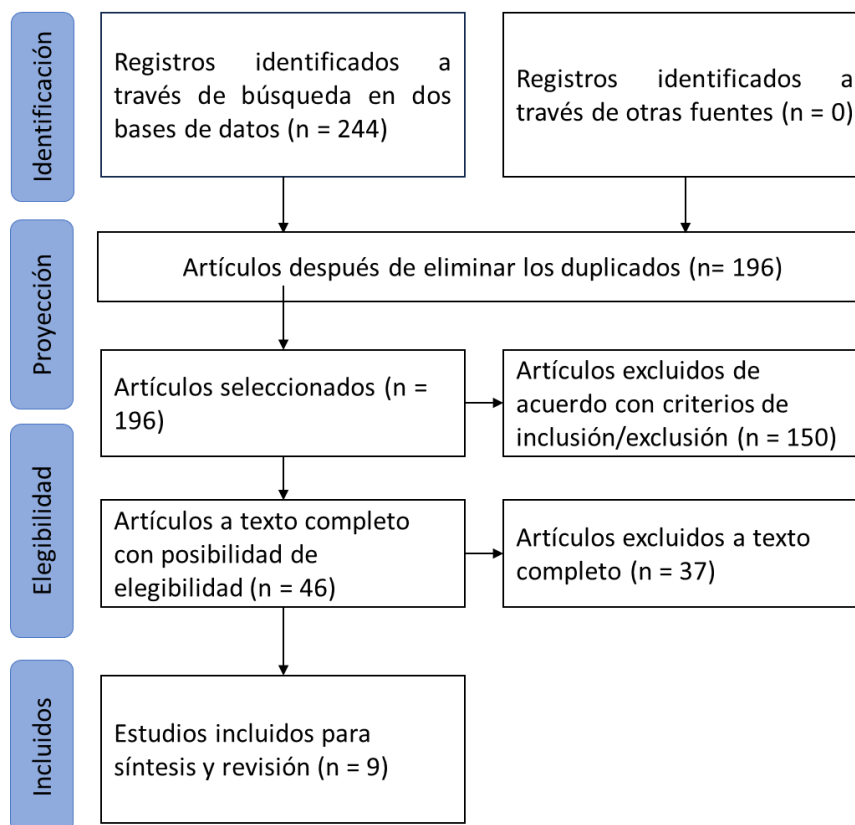 Identificación
Registros identificados a
través de búsqueda en dos
bases de datos (n = 244)
Registros identificados a
través de otras fuentes (n = 0)
Proyección
Artículos después de eliminar los duplicados (n= 196)
Artículos seleccionados (n =
196)
Artículos excluidos de
acuerdo con criterios de
inclusión/exclusión (n = 150)
Elegibilidad
Artículos a texto completo
con posibilidad de
elegibilidad (n = 46)
Artículos excluidos a texto
completo (n = 37)
Incluidos
Estudios incluidos para
síntesis y revisión (n = 9)